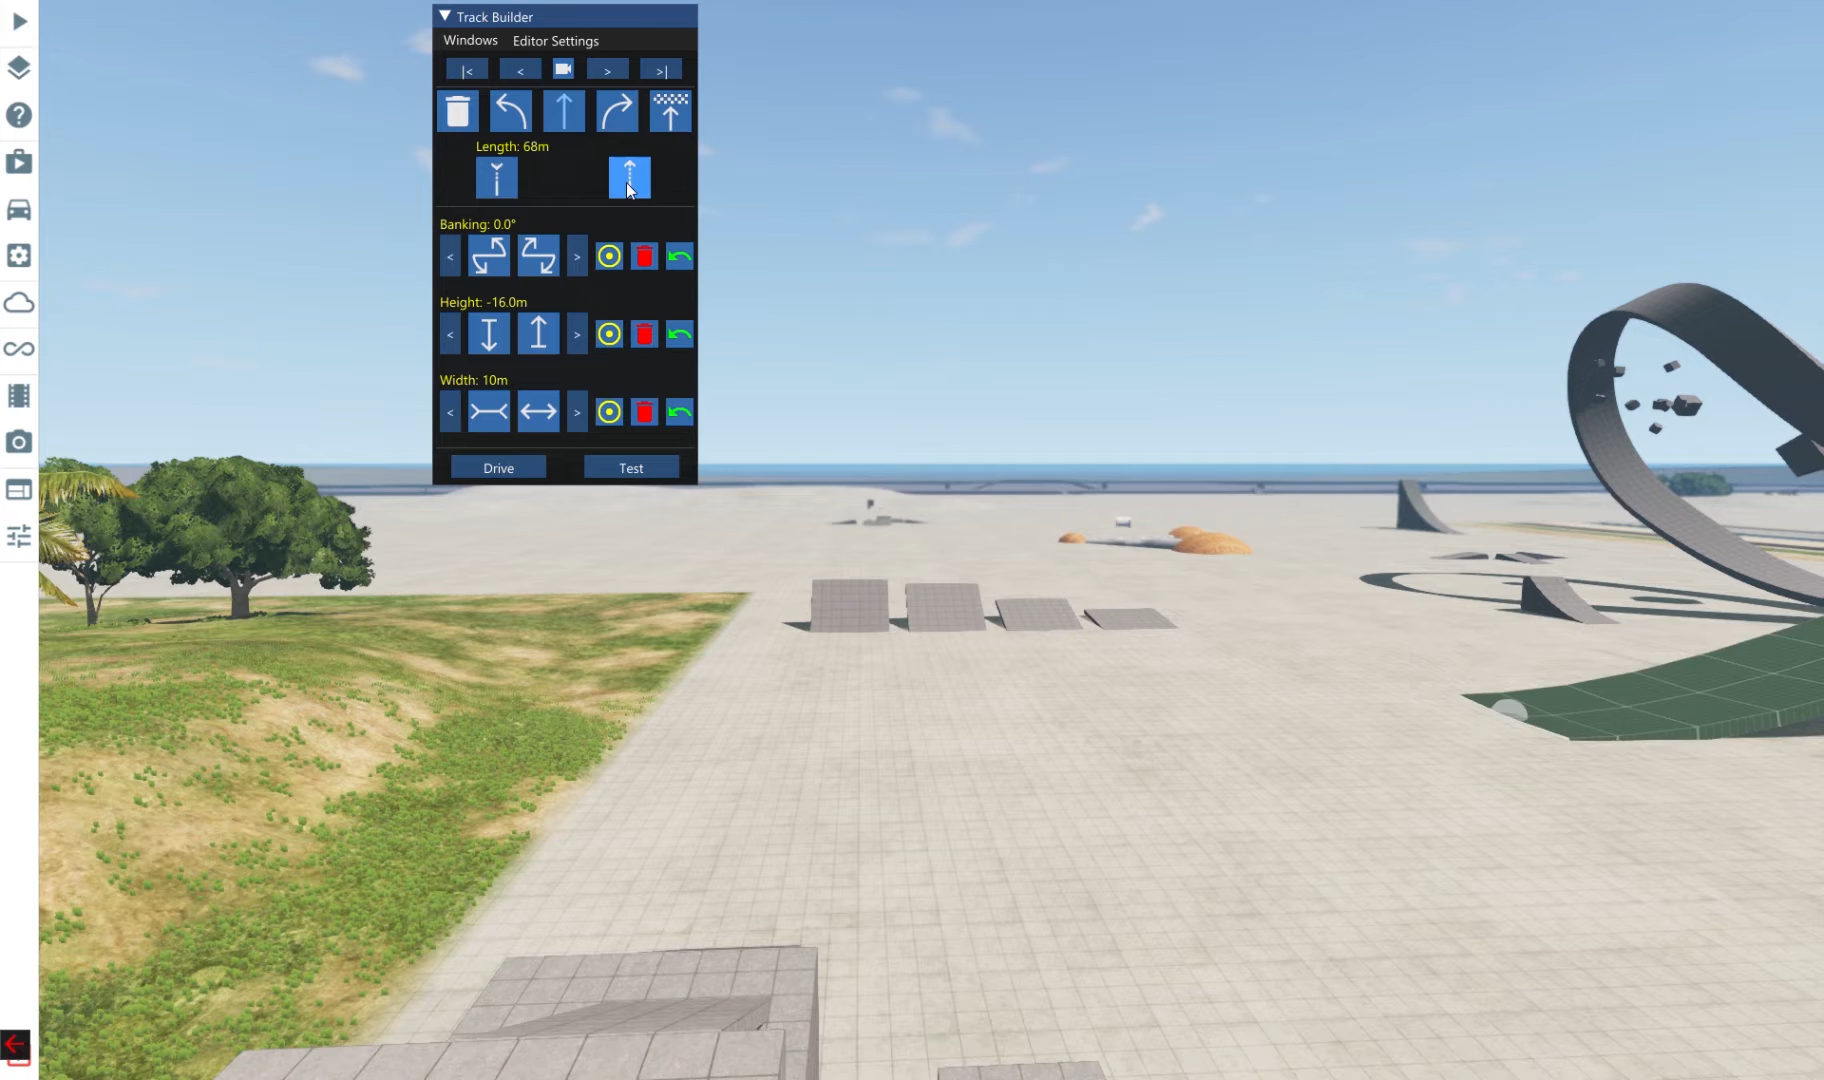 Track Builder
Windows Editor Settings
|< < > >|
Length: 68m
Banking: 0.0°
< >
Height: -16.0m
< >
Width: 10m
< >
Drive Test